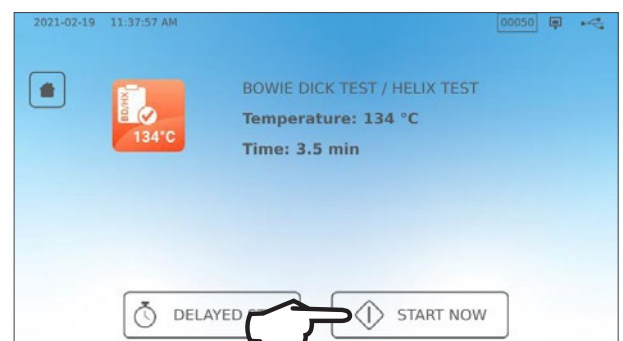 2021-02-19 11:37:57 AM
00050
BD/HX
134°C
BOWIE DICK TEST / HELIX TEST
Temperature: 134 °C
Time: 3.5 min
DELAYED
START NOW